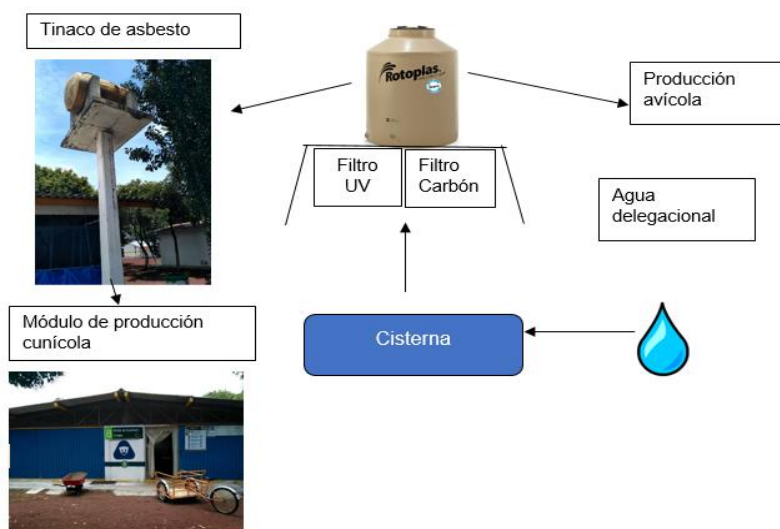 Tinaco de asbesto
Rotoplas
Producción
avícola
Filtro
UV
Filtro
Carbón
Agua
delegacional
Módulo de producción
cunícola
Cisterna